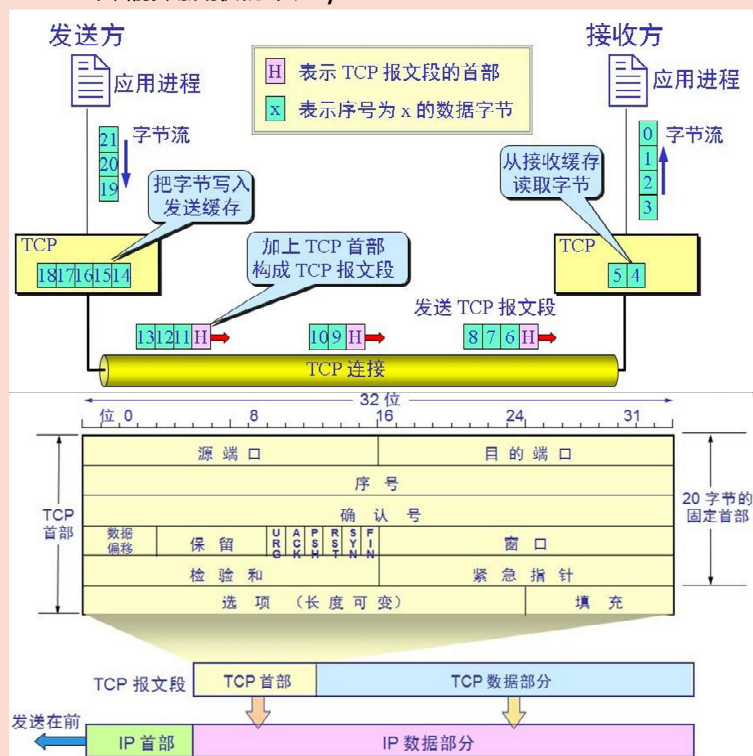 发送方
接收方
H 表示 TCP 报文段的首部
x 表示序号为 x 的数据字节
应用进程
应用进程
21
20
19
字节流
字节流
0
1
2
3
把字节写入
发送缓存
从接收缓存
读取字节
TCP
18 17 16 15 14
加上 TCP 首部
构成 TCP 报文段
TCP
5 4
发送 TCP 报文段
13 12 11 H
10 9 H
8 7 6 H
TCP 连接
32 位
位 0 8 16 24 31
TCP
首部
20 字节的
固定首部
源端口 目的端口
序号
确认号
数据
偏移
保留
URG ACK PSH RST SYN FIN
窗口
检验和 紧急指针
选项 (长度可变) 填充
TCP 报文段
TCP 首部 TCP 数据部分
发送在前
IP 首部 IP 数据部分